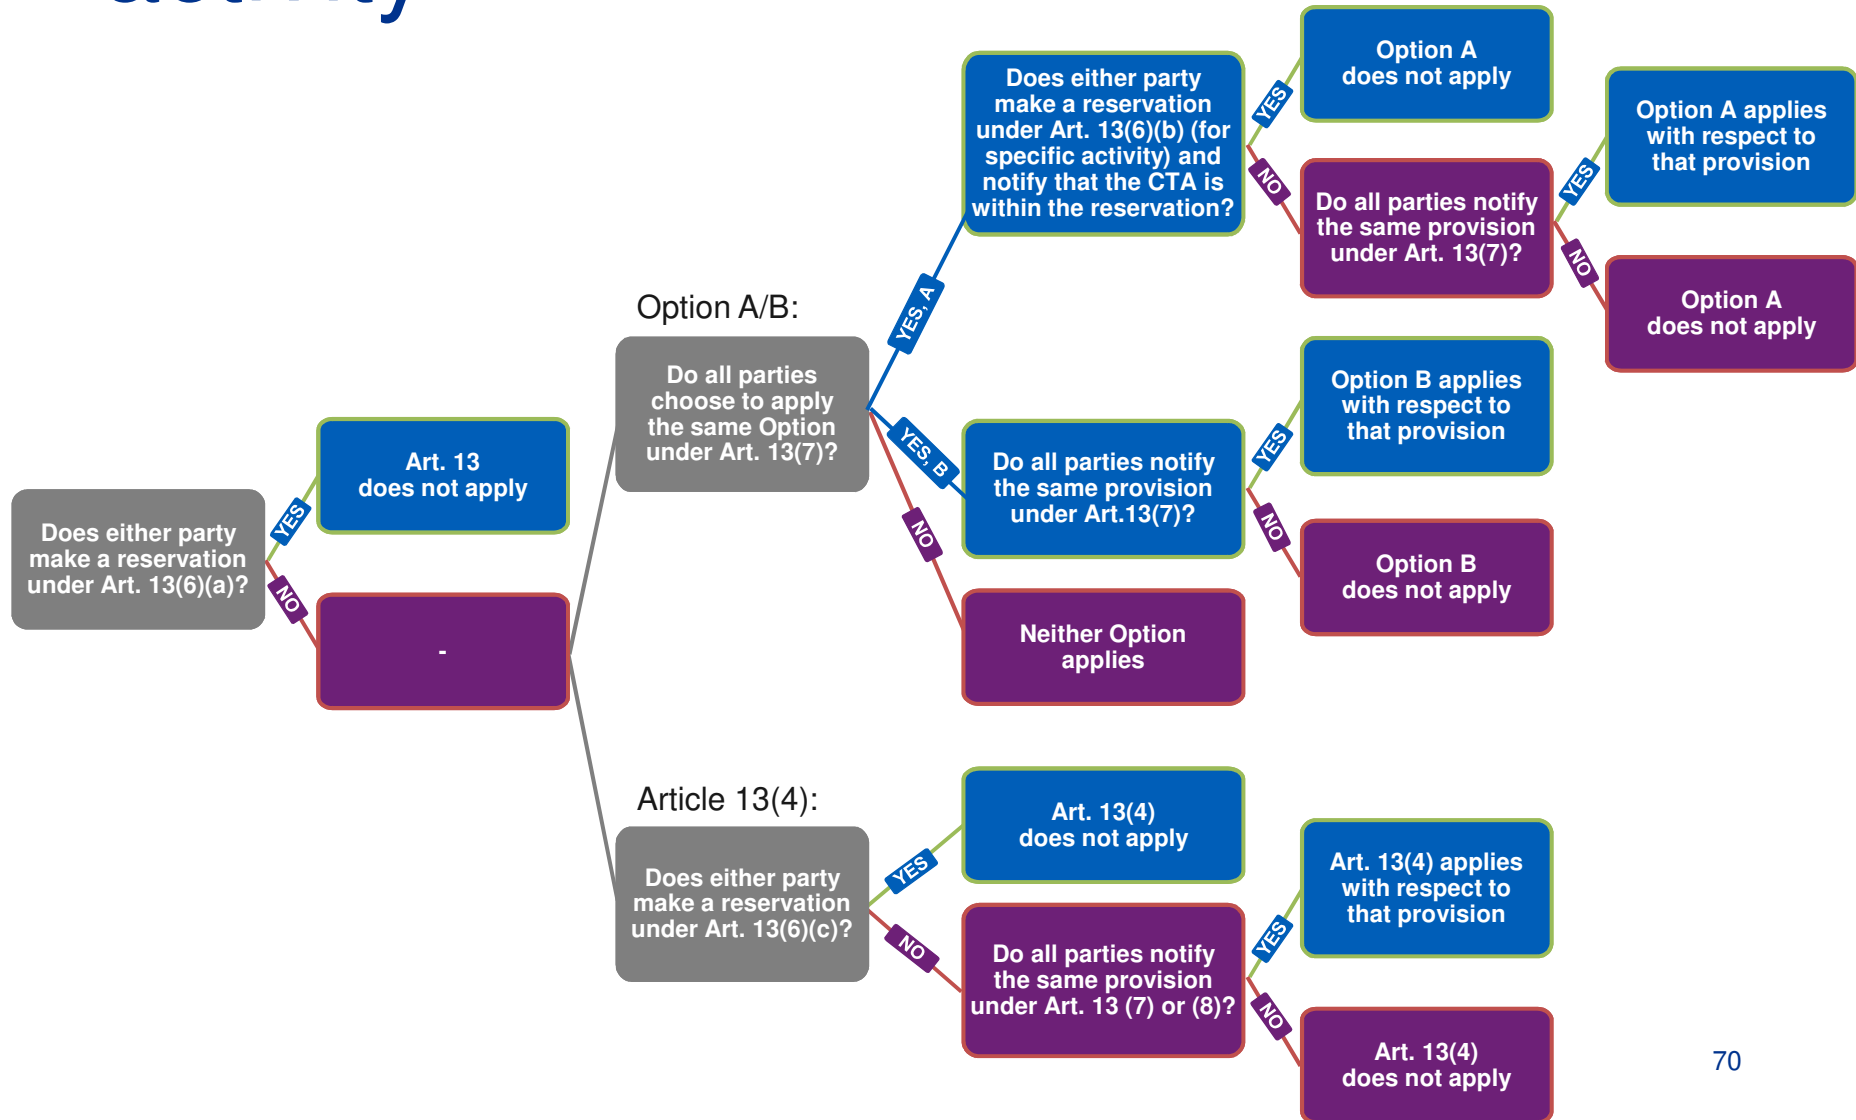 activity
Does either party
make a reservation
under Art. 13(6)(a)?
YES
NO
Art. 13
does not apply
-
Option A/B:
Do all parties
choose to apply
the same Option
under Art. 13(7)?
YES, A
YES, B
NO
Does either party
make a reservation
under Art. 13(6)(b) (for
specific activity) and
notify that the CTA is
within the reservation?
YES
NO
Option A
does not apply
Do all parties notify
the same provision
under Art. 13(7)?
YES
NO
Option A applies
with respect to
that provision
Option A
does not apply
Do all parties notify
the same provision
under Art.13(7)?
YES
NO
Option B applies
with respect to
that provision
Option B
does not apply
Neither Option
applies
Article 13(4):
Does either party
make a reservation
under Art. 13(6)(c)?
YES
NO
Art. 13(4)
does not apply
Do all parties notify
the same provision
under Art. 13 (7) or (8)?
YES
NO
Art. 13(4) applies
with respect to
that provision
Art. 13(4)
does not apply
70